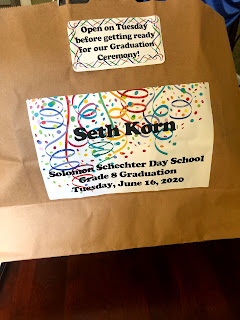 Open on Tuesday
before getting ready
for our Graduation
Ceremony!
Seth Korn
Solomon Schechter Day School
Grade 8 Graduation
Tuesday, June 16, 2020